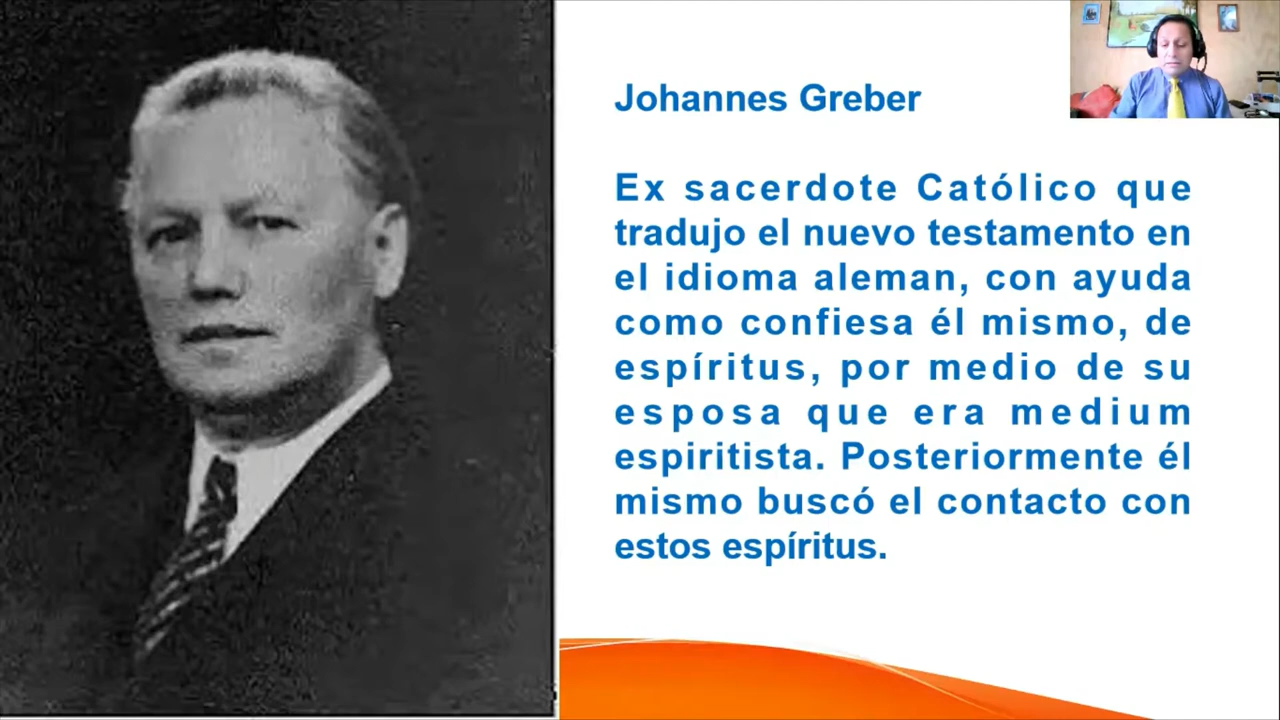 Johannes Greber
Ex sacerdote Católico que
tradujo el nuevo testamento en
el idioma aleman, con ayuda
como confiesa él mismo, de
espíritus, por medio de su
esposa que era medium
espiritista. Posteriormente él
mismo buscó el contacto con
estos espíritus.